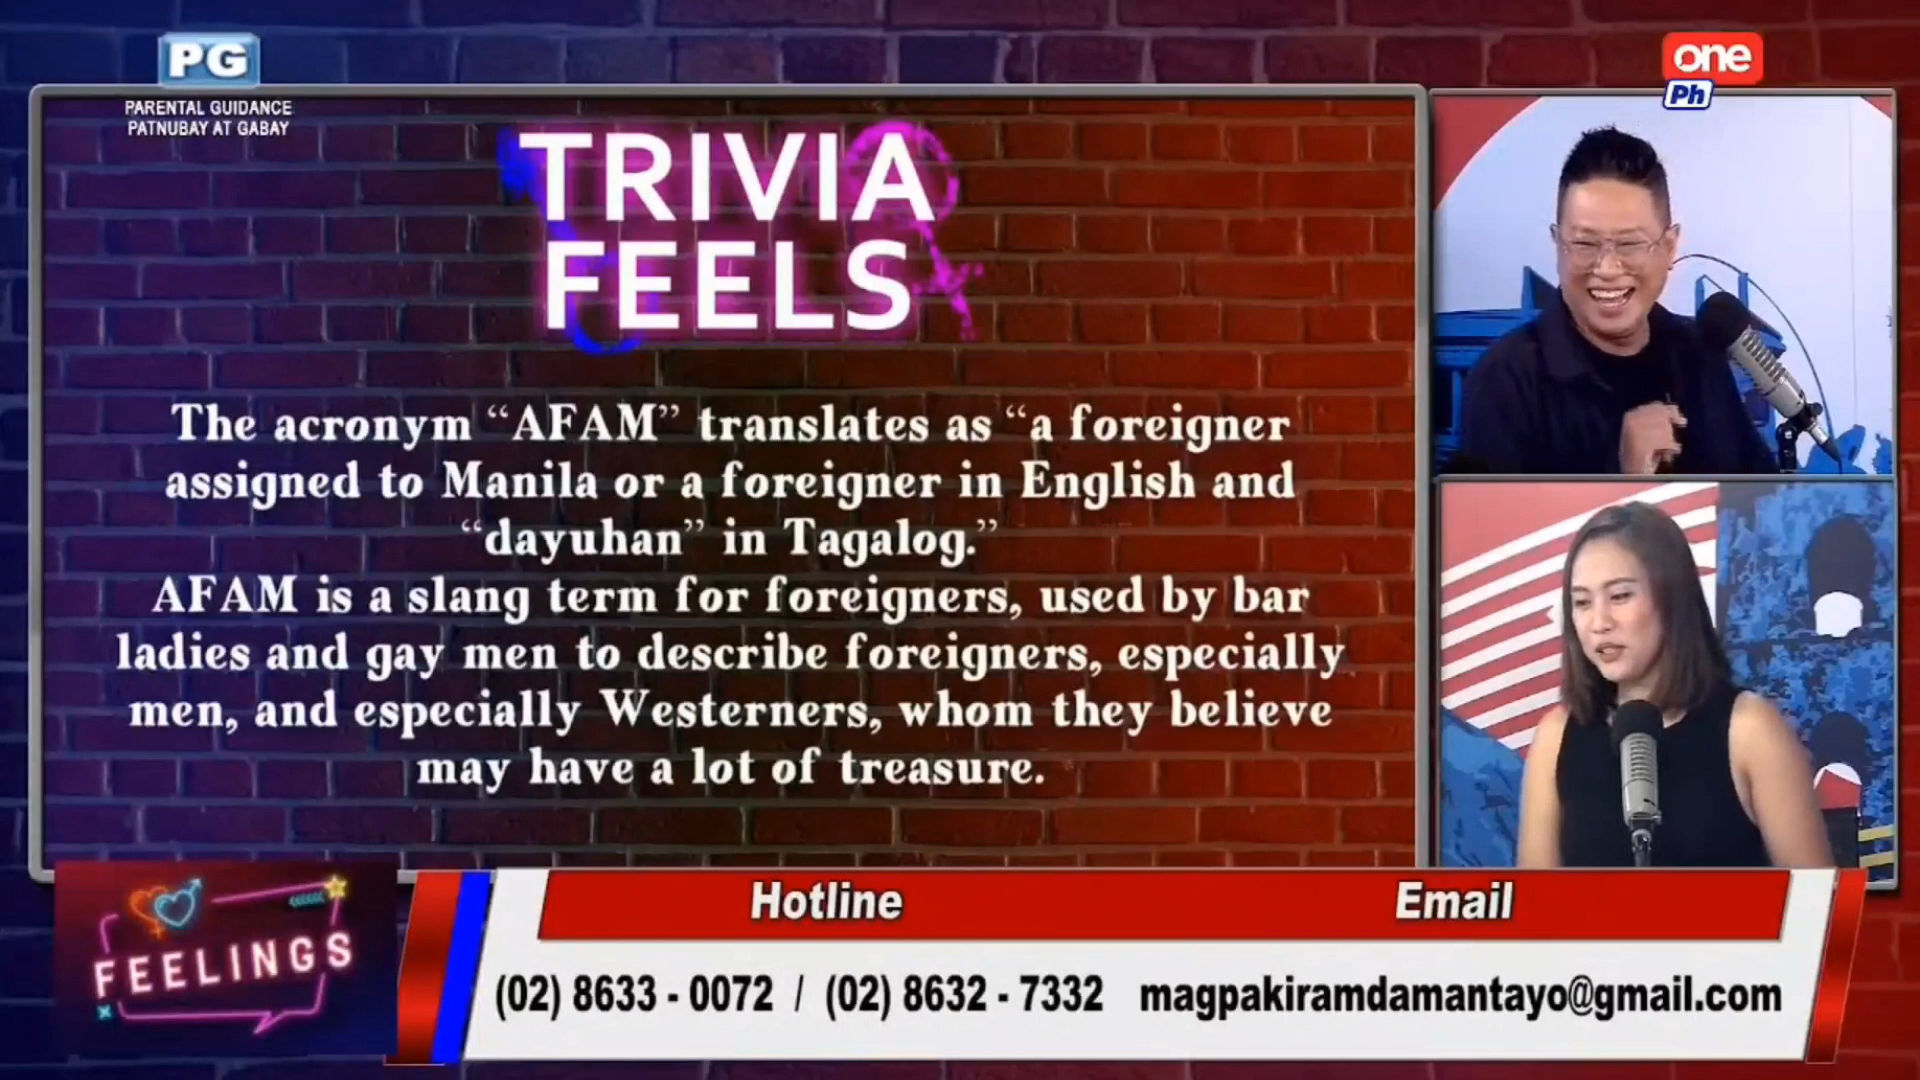 PG
PARENTAL GUIDANCE
PATNUBAY AT GABAY
one
Ph
TRIVIA
FEELS
The acronym “AFAM” translates as “a foreigner
assigned to Manila or a foreigner in English and
“dayuhan” in Tagalog.”
AFAM is a slang term for foreigners, used by bar
ladies and gay men to describe foreigners, especially
men, and especially Westerners, whom they believe
may have a lot of treasure.
FEELINGS
Hotline Email
(02) 8633 - 0072 / (02) 8632 - 7332 magpakiramdamantayo@gmail.com